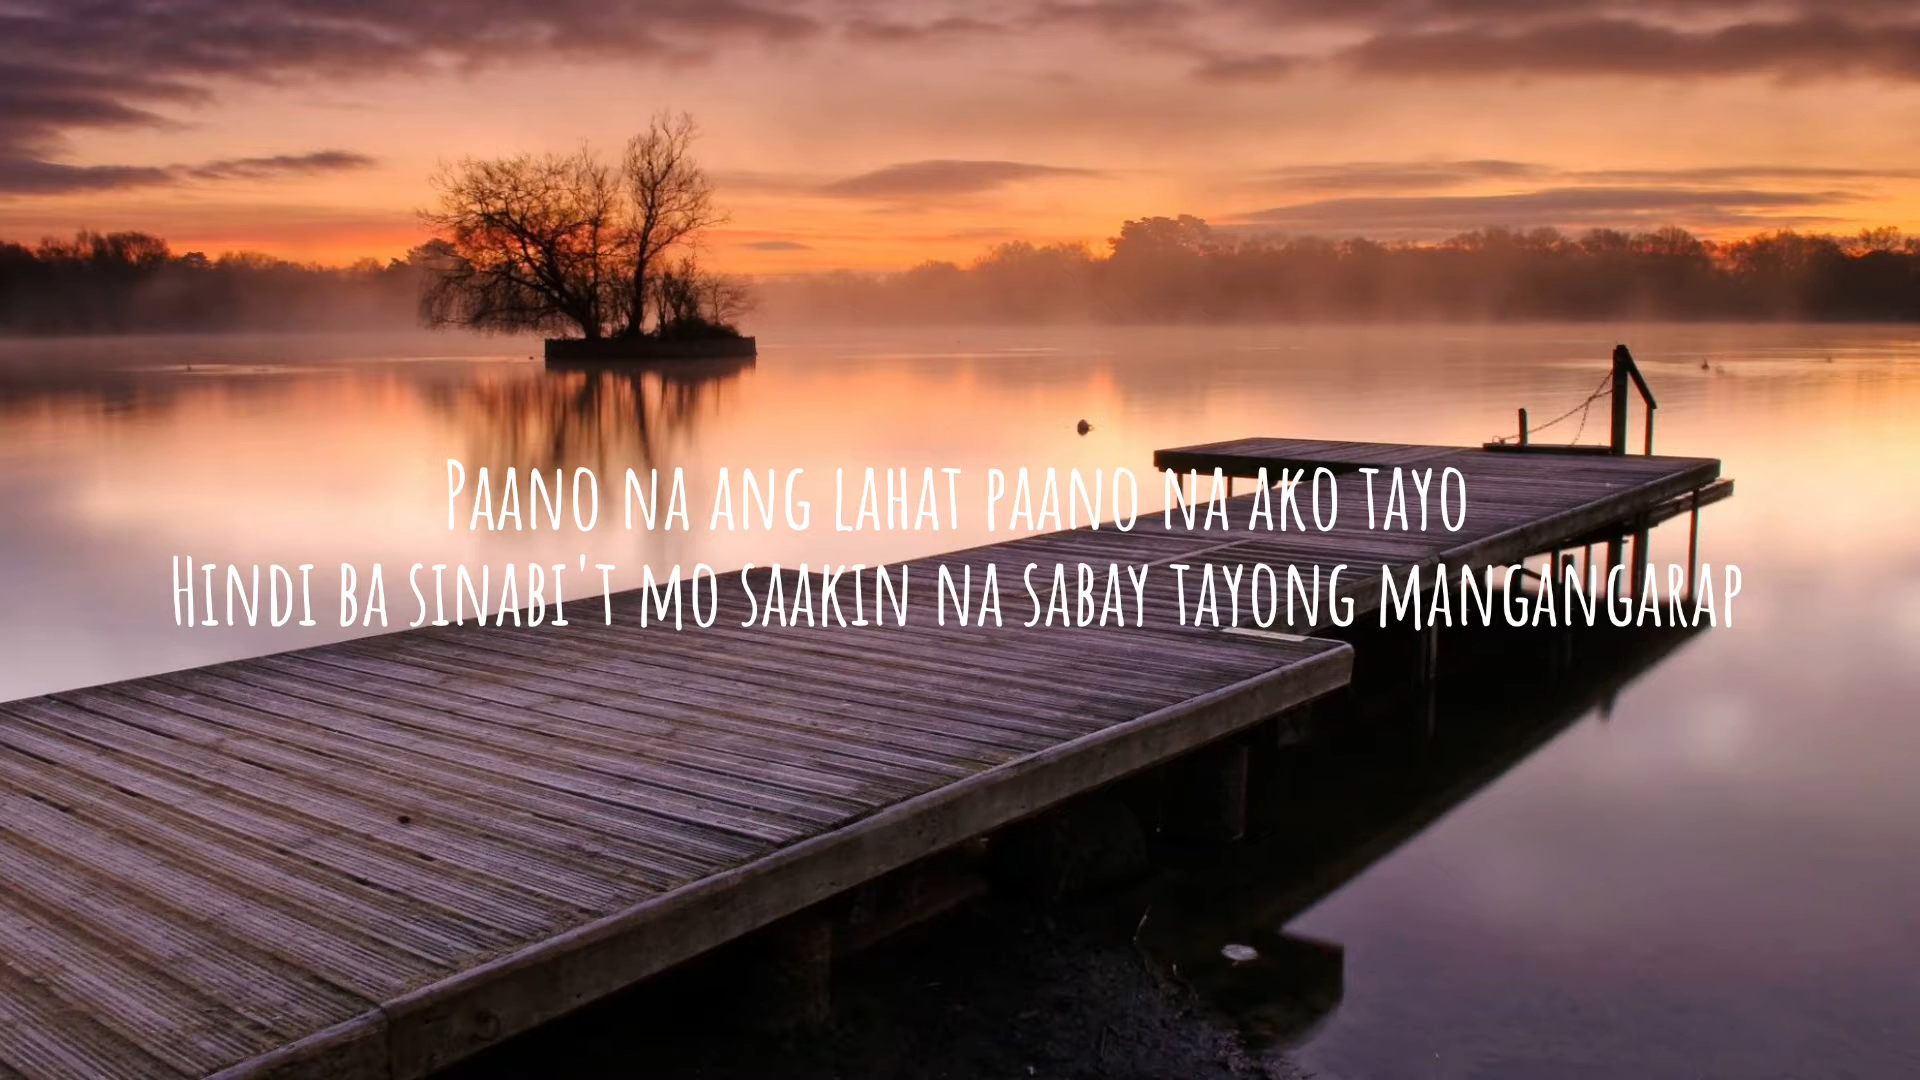 Paano na ang lahat paano na ako tayo
Hindi ba sinabi't mo saakin na sabay tayong mangangarap